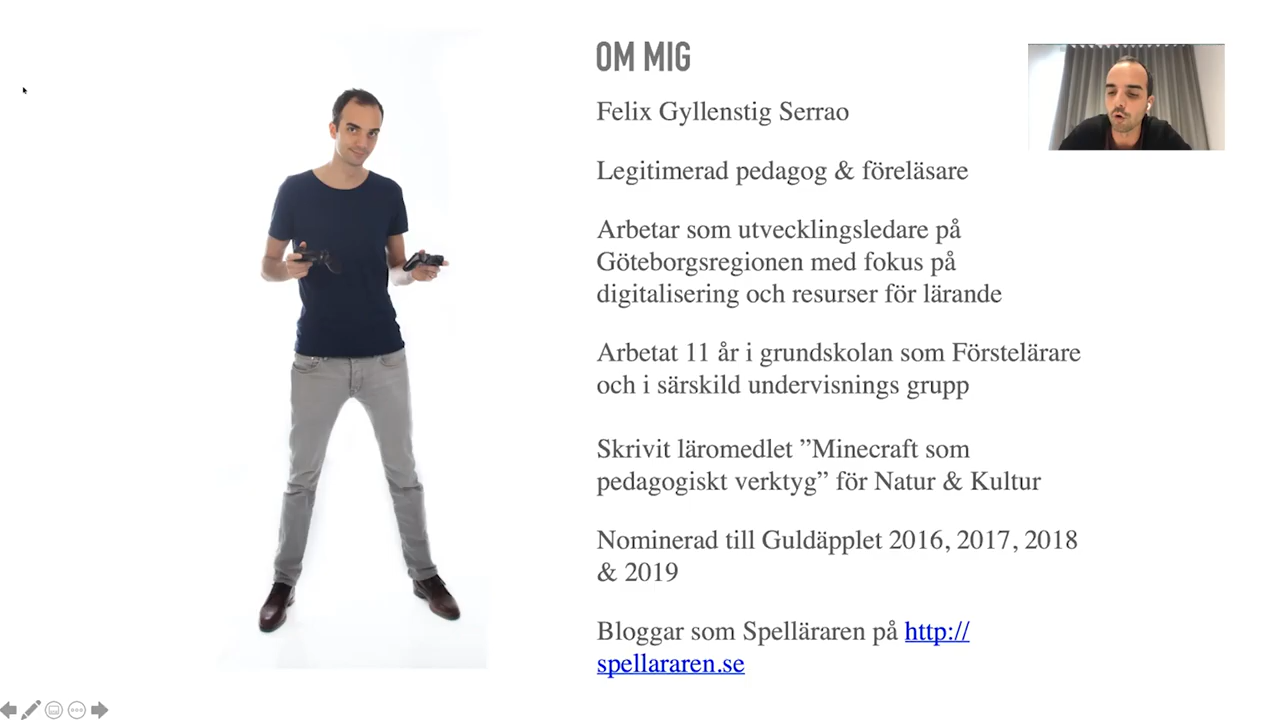 OM MIG
Felix Gyllenstig Serrao
Legitimerad pedagog & föreläsare
Arbetar som utvecklingsledare på
Göteborgsregionen med fokus på
digitalisering och resurser för lärande
Arbetat 11 år i grundskolan som Förstelärare
och i särskild undervisnings grupp
Skrivit läromedlet ”Minecraft som
pedagogiskt verktyg” för Natur & Kultur
Nominerad till Guldäpplet 2016, 2017, 2018
& 2019
Bloggar som Spelläraren på http://
spellararen.se